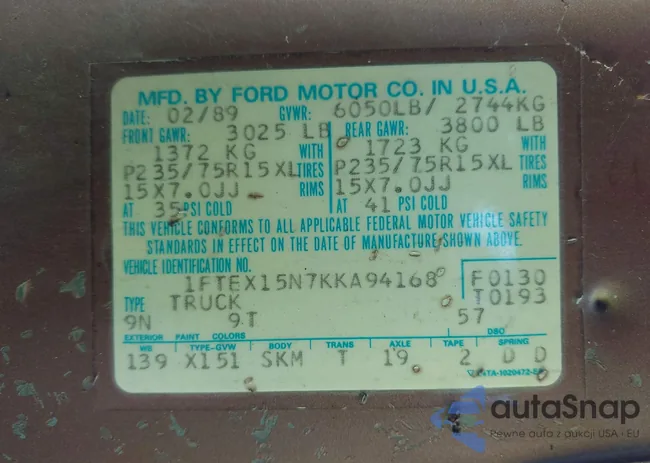 MFD. BY FORD MOTOR CO. IN U.S.A.
DATE: 02/89 GVWR: 6050LB/ 2744KG
FRONT GAWR: 3025 LB REAR GAWR: 3800 LB
1372 KG WITH 1723 KG WITH
P235/75R15XL TIRES P235/75R15XL TIRES
15X7.0JJ RIMS 15X7.0JJ RIMS
AT 35 PSI COLD AT 41 PSI COLD
THIS VEHICLE CONFORMS TO ALL APPLICABLE FEDERAL MOTOR VEHICLE SAFETY
STANDARDS IN EFFECT ON THE DATE OF MANUFACTURE SHOWN ABOVE.
VEHICLE IDENTIFICATION NO.
1FTEX15N7KKA94168 F0130
TYPE TRUCK T0193
9N 9T 57
EXTERIOR PAINT COLORS DSO
WB TYPE-GVW BODY TRANS AXLE TAPE SPRING
139 X151 SKM T 19 2 D D
autaSnap
Pewne auta z aukcji USA i EU